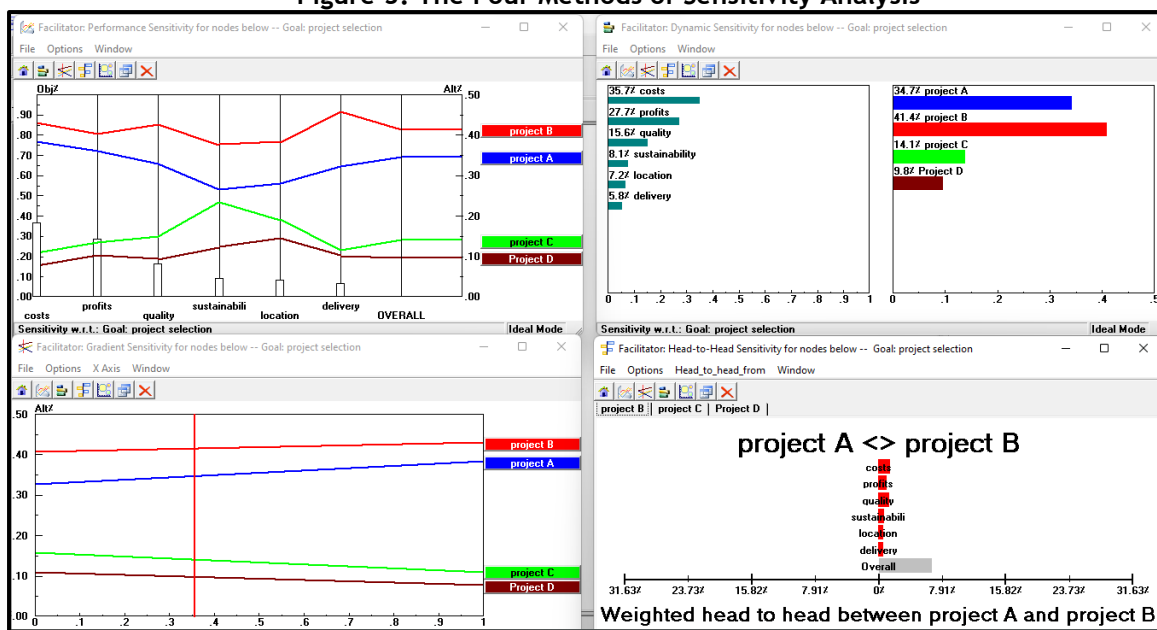 Figure 3: The Four Methods of Sensitivity Analysis
Facilitator: Performance Sensitivity for nodes below -- Goal: project selection
File Options Window
Obj% Alt%
.90
.80
.70
.60
.50
.40
.30
.20
.10
.00
.50
.40
.30
.20
.10
.00
project B
project A
project C
Project D
costs profits quality sustainabili location delivery OVERALL
Sensitivity w.r.t.: Goal: project selection Ideal Mode
Facilitator: Dynamic Sensitivity for nodes below -- Goal: project selection
File Options Window
35.7% costs
27.7% profits
15.6% quality
8.1% sustainability
7.2% location
5.8% delivery
0 .1 .2 .3 .4 .5 .6 .7 .8 .9 1
34.7% project A
41.4% project B
14.1% project C
9.8% Project D
0 .1 .2 .3 .4 .5
Sensitivity w.r.t.: Goal: project selection Ideal Mode
Facilitator: Gradient Sensitivity for nodes below -- Goal: project selection
File Options X Axis Window
Alt%
.50
.40
.30
.20
.10
.00
project B
project A
project C
Project D
0 .1 .2 .3 .4 .5 .6 .7 .8 .9 1
Facilitator: Head-to-Head Sensitivity for nodes below -- Goal: project selection
File Options Head_to_head_from Window
project B | project C | Project D |
project A <> project B
costs
profits
quality
sustainabili
location
delivery
Overall
31.63% 23.73% 15.82% 7.91% 0% 7.91% 15.82% 23.73% 31.63%
Weighted head to head between project A and project B